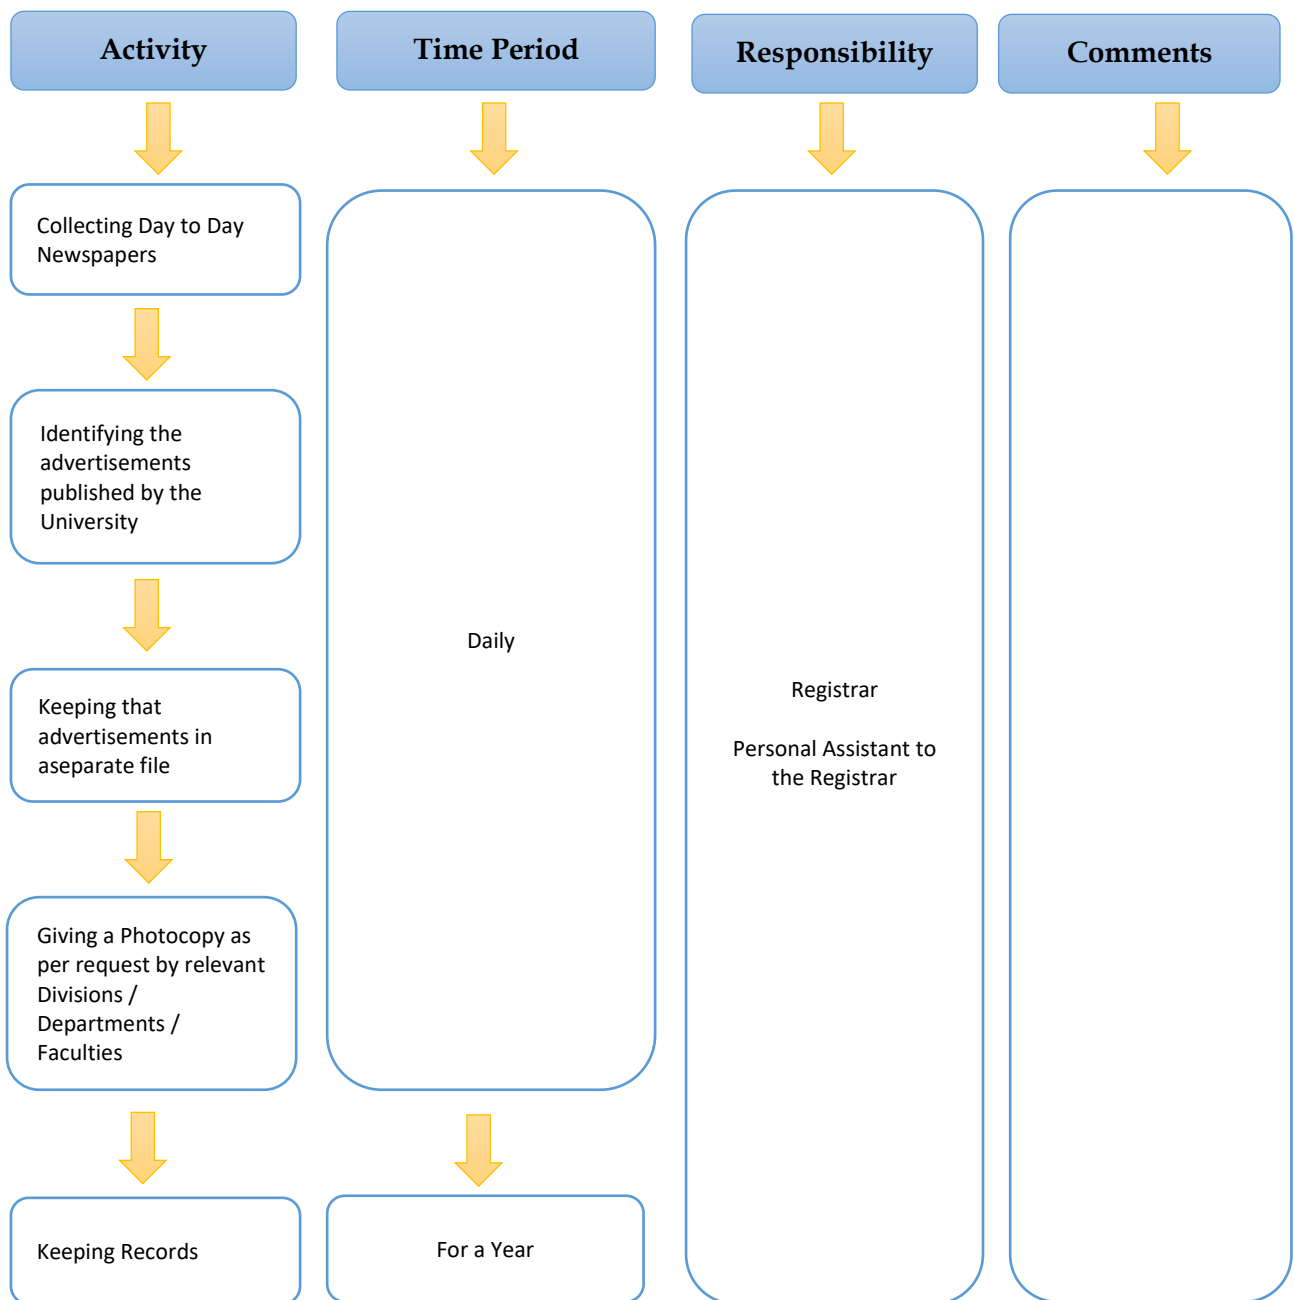 Activity
Time Period
Responsibility
Comments
Collecting Day to Day
Newspapers
Identifying the
advertisements
published by the
University
Keeping that
advertisements in
aseparate file
Giving a Photocopy as
per request by relevant
Divisions /
Departments /
Faculties
Keeping Records
Daily
For a Year
Registrar
Personal Assistant to
the Registrar